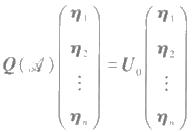 Q(𝒜) (η₁ η₂ ⋮ ηₙ) = U₀ (η₁ η₂ ⋮ ηₙ)